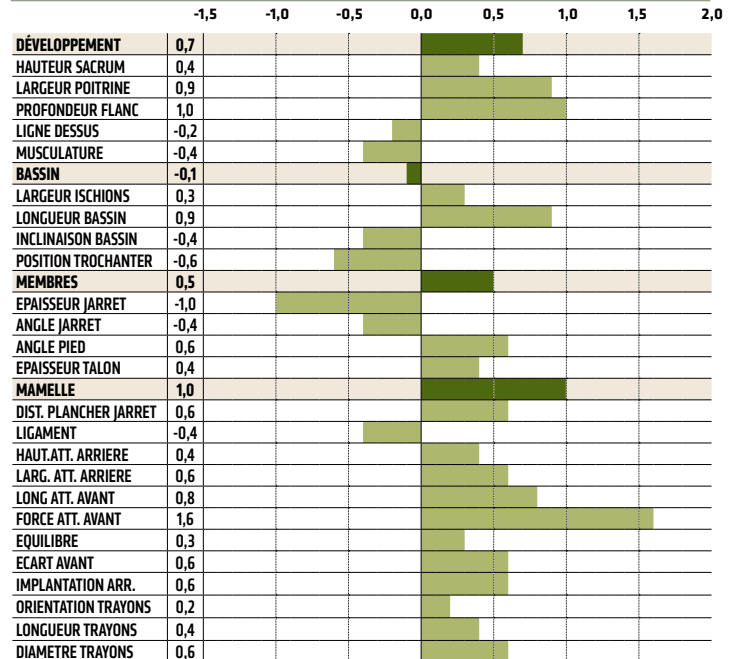 -1,5 -1,0 -0,5 0,0 0,5 1,0 1,5 2,0
DÉVELOPPEMENT 0,7
HAUTEUR SACRUM 0,4
LARGEUR POITRINE 0,9
PROFONDEUR FLANC 1,0
LIGNE DESSUS -0,2
MUSCULATURE -0,4
BASSIN -0,1
LARGEUR ISCHIONS 0,3
LONGUEUR BASSIN 0,9
INCLINAISON BASSIN -0,4
POSITION TROCHANTER -0,6
MEMBRES 0,5
EPAISSEUR JARRET -1,0
ANGLE JARRET -0,4
ANGLE PIED 0,6
EPAISSEUR TALON 0,4
MAMELLE 1,0
DIST. PLANCHER JARRET 0,6
LIGAMENT -0,4
HAUT.ATT. ARRIERE 0,4
LARG. ATT. ARRIERE 0,6
LONG ATT. AVANT 0,8
FORCE ATT. AVANT 1,6
EQUILIBRE 0,3
ECART AVANT 0,6
IMPLANTATION ARR. 0,6
ORIENTATION TRAYONS 0,2
LONGUEUR TRAYONS 0,4
DIAMETRE TRAYONS 0,6